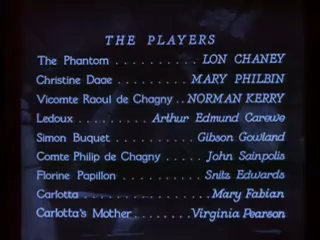 THE PLAYERS
The Phantom .......... LON CHANEY
Christine Daae ......... MARY PHILBIN
Vicomte Raoul de Chagny .. NORMAN KERRY
Ledoux ......... Arthur Edmund Carewe
Simon Buquet .......... Gibson Gowland
Comte Philip de Chagny ..... John Sainpolis
Florine Papillon .......... Snitz Edwards
Carlotta ................. Mary Fabian
Carlotta's Mother ........ Virginia Pearson